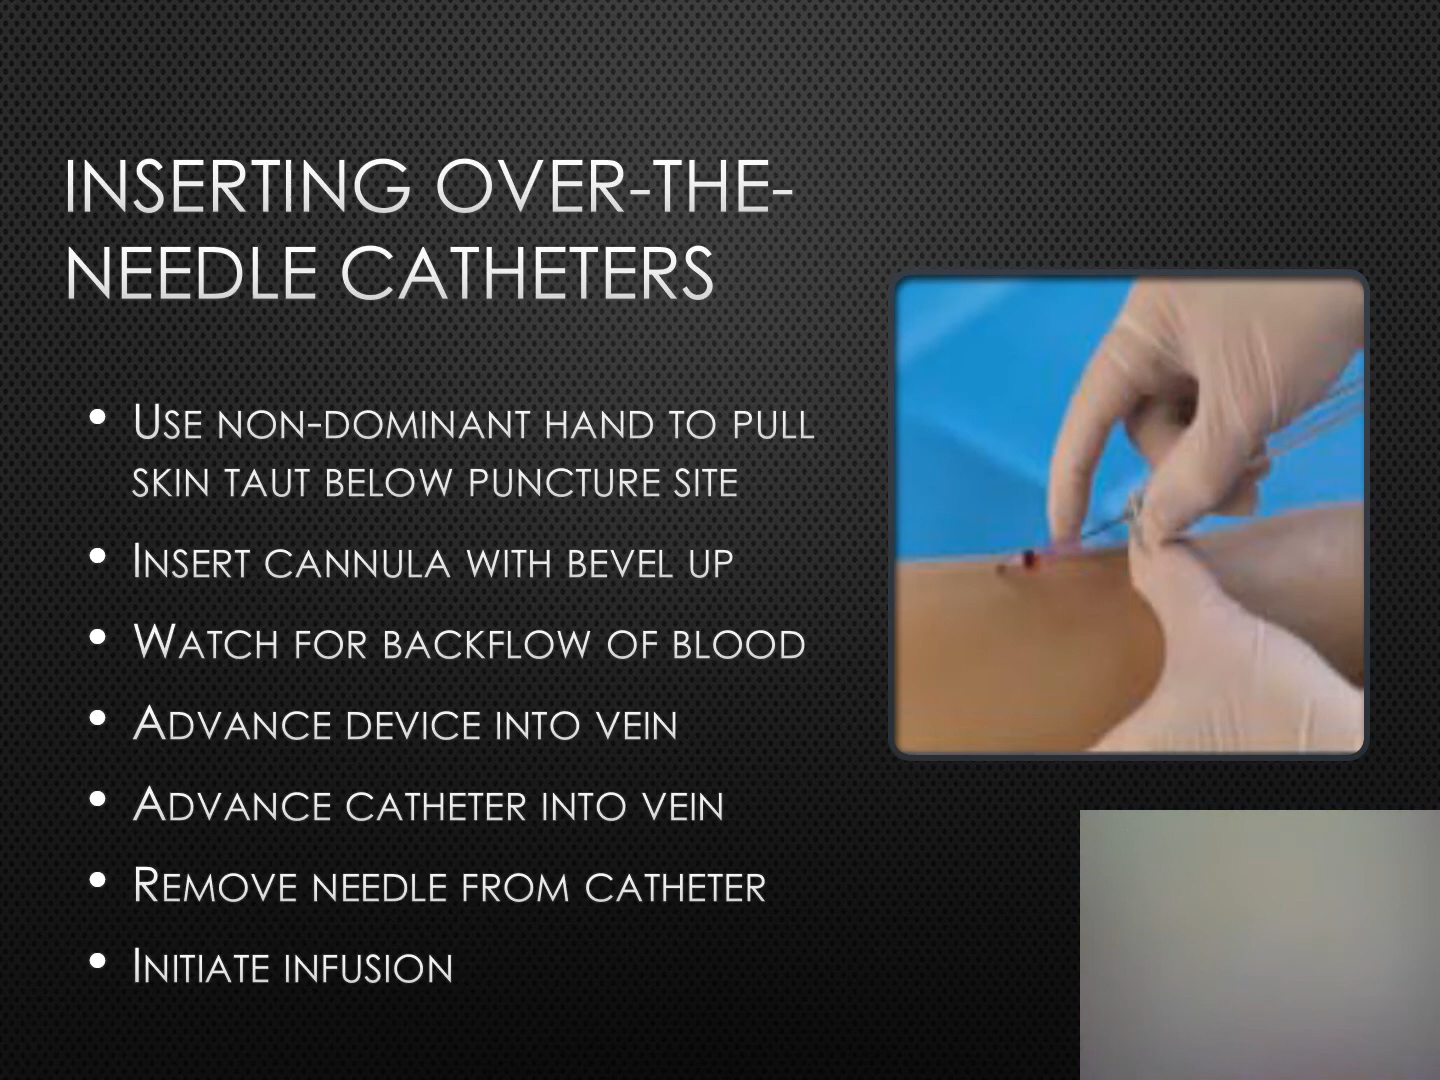 INSERTING OVER-THE-
NEEDLE CATHETERS
• USE NON-DOMINANT HAND TO PULL
SKIN TAUT BELOW PUNCTURE SITE
• INSERT CANNULA WITH BEVEL UP
• WATCH FOR BACKFLOW OF BLOOD
• ADVANCE DEVICE INTO VEIN
• ADVANCE CATHETER INTO VEIN
• REMOVE NEEDLE FROM CATHETER
• INITIATE INFUSION